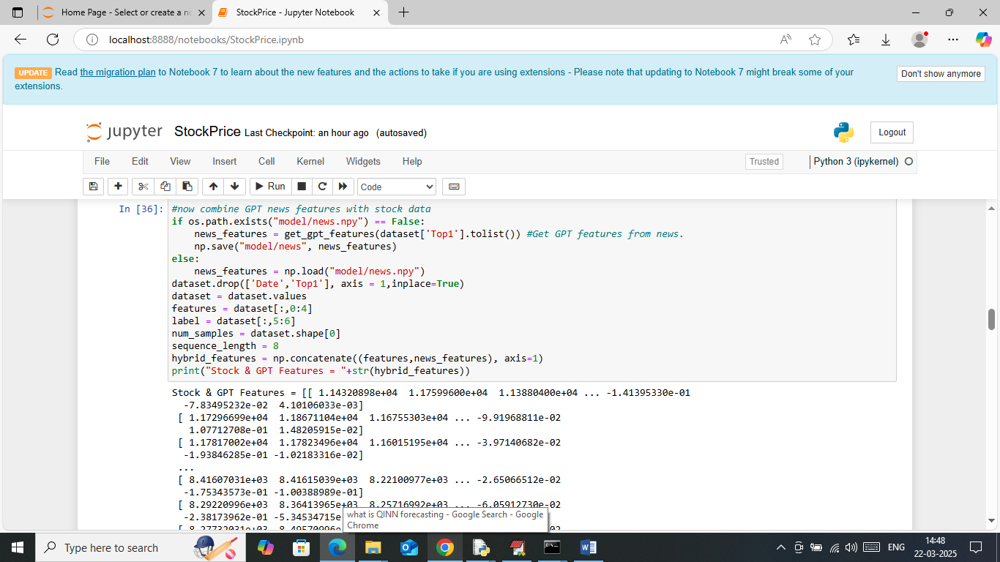 Home Page - Select or create a n
StockPrice - Jupyter Notebook
localhost:8888/notebooks/StockPrice.ipynb
UPDATE Read the migration plan to Notebook 7 to learn about the new features and the actions to take if you are using extensions - Please note that updating to Notebook 7 might break some of your
extensions.
Don't show anymore
jupyter StockPrice Last Checkpoint: an hour ago (autosaved)
Logout
File Edit View Insert Cell Kernel Widgets Help
Trusted
Python 3 (ipykernel)
Run
Code
In [36]:
#now combine GPT news features with stock data
if os.path.exists("model/news.npy") == False:
    news_features = get_gpt_features(dataset['Top1'].tolist()) #Get GPT features from news.
    np.save("model/news", news_features)
else:
    news_features = np.load("model/news.npy")
dataset.drop(['Date','Top1'], axis = 1,inplace=True)
dataset = dataset.values
features = dataset[:,0:4]
label = dataset[:,5:6]
num_samples = dataset.shape[0]
sequence_length = 8
hybrid_features = np.concatenate((features,news_features), axis=1)
print("Stock & GPT Features = "+str(hybrid_features))
Stock & GPT Features = [[ 1.14320898e+04  1.17599600e+04  1.13880400e+04 ... -1.41395330e-01
  -7.83495232e-02  4.10106033e-03]
 [ 1.17296699e+04  1.18671104e+04  1.16755303e+04 ... -9.91968811e-02
   1.07712708e-01  1.48205915e-02]
 [ 1.17817002e+04  1.17823496e+04  1.16015195e+04 ... -3.97140682e-02
  -1.93846285e-01 -1.02183316e-02]
 ...
 [ 8.41607031e+03  8.41615039e+03  8.22100977e+03 ... -2.65066512e-02
  -1.75343573e-01 -1.00388989e-01]
 [ 8.29220996e+03  8.36413965e+03  8.25716992e+03 ... -6.05912730e-02
  -2.38173962e-01 -5.34534715e
what is QINN forecasting - Google Search - Google
Chrome
Type here to search
ENG
14:48
22-03-2025